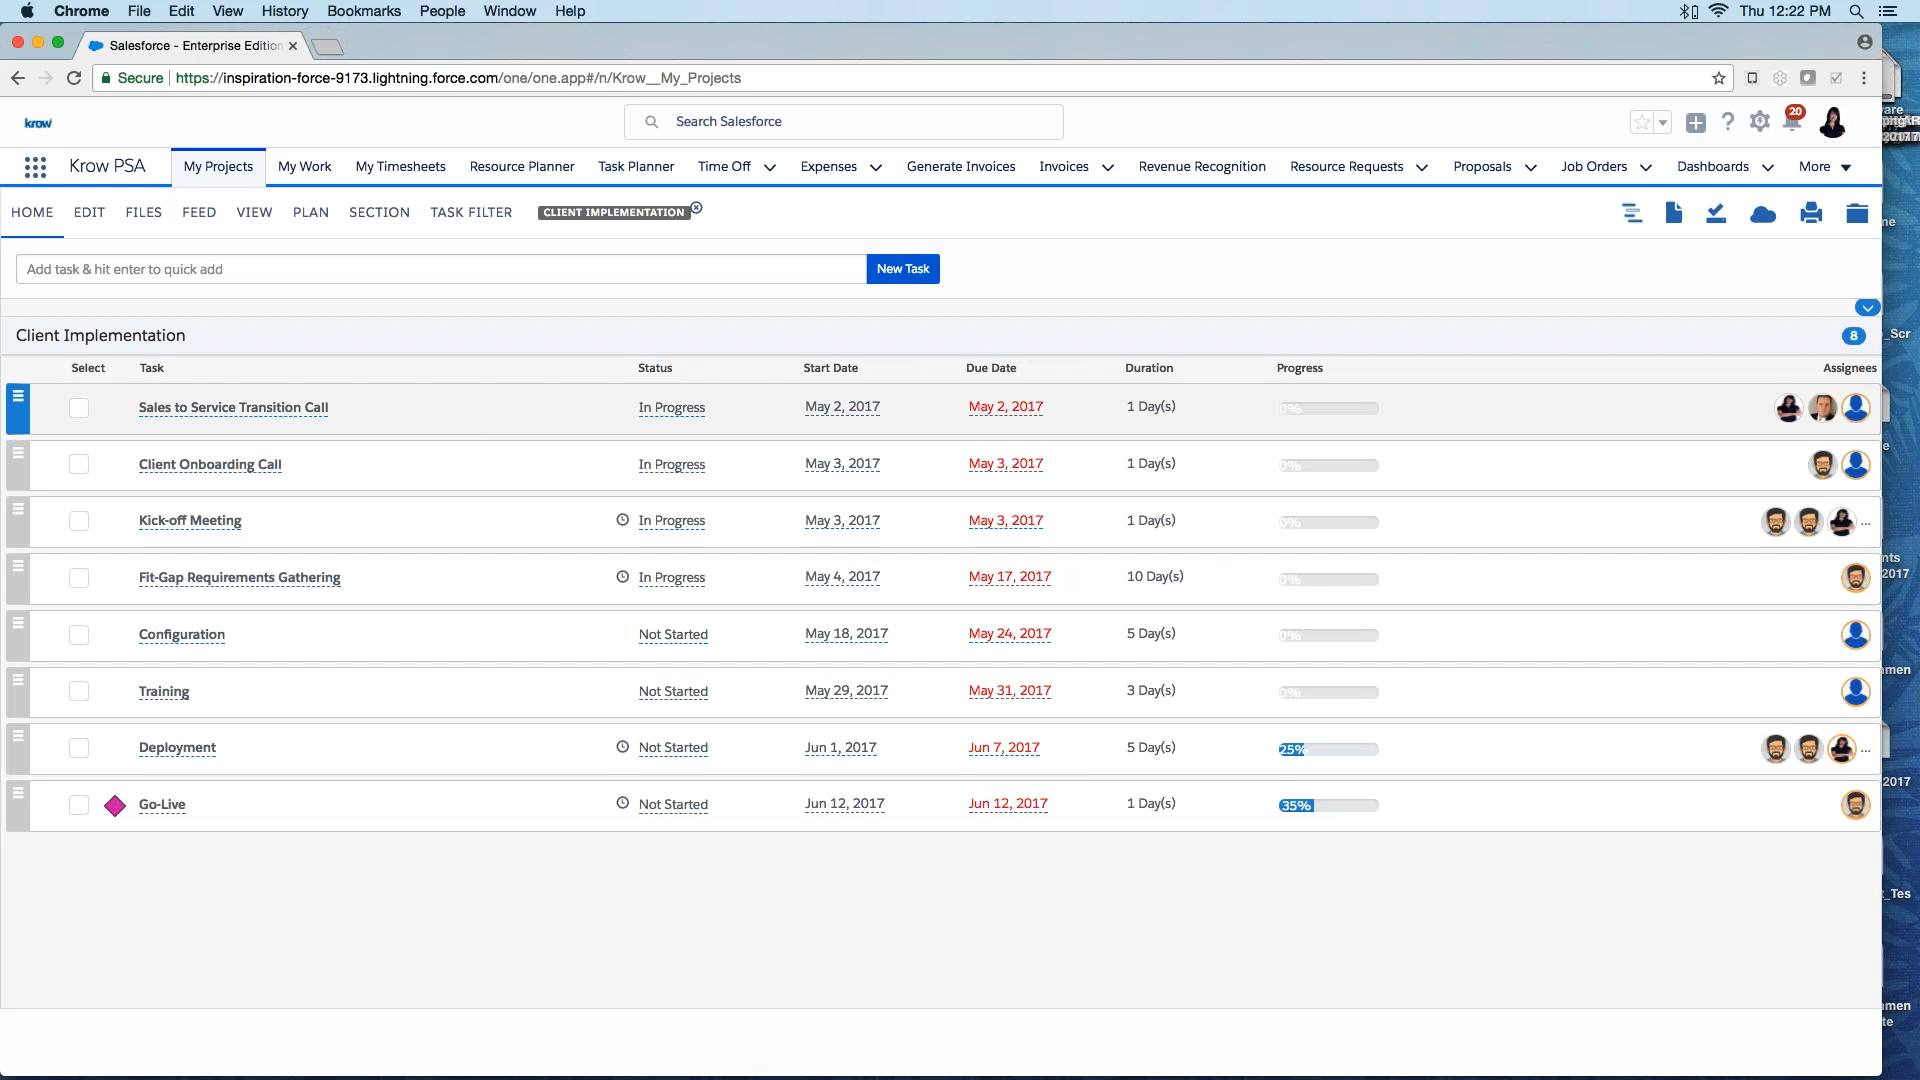 Chrome File Edit View History Bookmarks People Window Help Thu 12:22 PM
Salesforce - Enterprise Edition
Secure https://inspiration-force-9173.lightning.force.com/one/one.app#/n/Krow__My_Projects
krow Search Salesforce 20
Krow PSA My Projects My Work My Timesheets Resource Planner Task Planner Time Off Expenses Generate Invoices Invoices Revenue Recognition Resource Requests Proposals Job Orders Dashboards More
HOME EDIT FILES FEED VIEW PLAN SECTION TASK FILTER CLIENT IMPLEMENTATION
Add task & hit enter to quick add New Task
Client Implementation 8
Select Task Status Start Date Due Date Duration Progress Assignees
Sales to Service Transition Call In Progress May 2, 2017 May 2, 2017 1 Day(s) 0%
Client Onboarding Call In Progress May 3, 2017 May 3, 2017 1 Day(s) 0%
Kick-off Meeting In Progress May 3, 2017 May 3, 2017 1 Day(s) 0% ...
Fit-Gap Requirements Gathering In Progress May 4, 2017 May 17, 2017 10 Day(s) 0%
Configuration Not Started May 18, 2017 May 24, 2017 5 Day(s) 0%
Training Not Started May 29, 2017 May 31, 2017 3 Day(s) 0%
Deployment Not Started Jun 1, 2017 Jun 7, 2017 5 Day(s) 25% ...
Go-Live Not Started Jun 12, 2017 Jun 12, 2017 1 Day(s) 35%